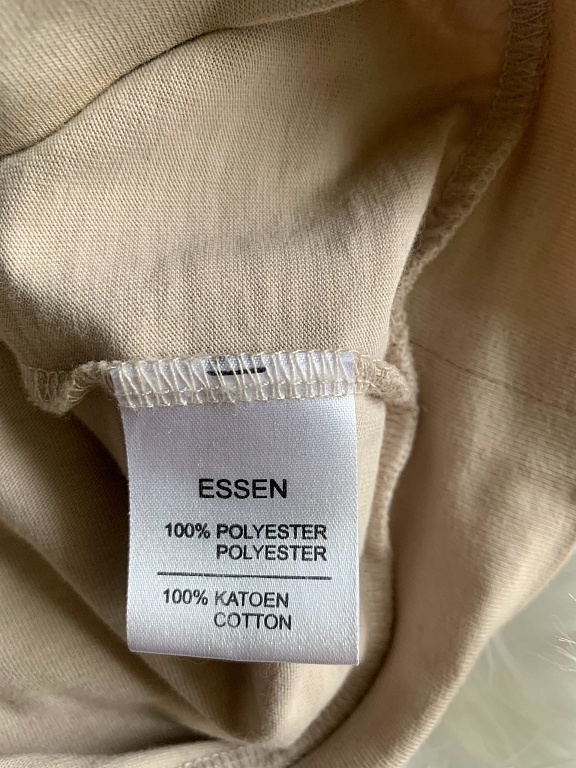 ESSEN
100% POLYESTER
POLYESTER
100% KATOEN
COTTON